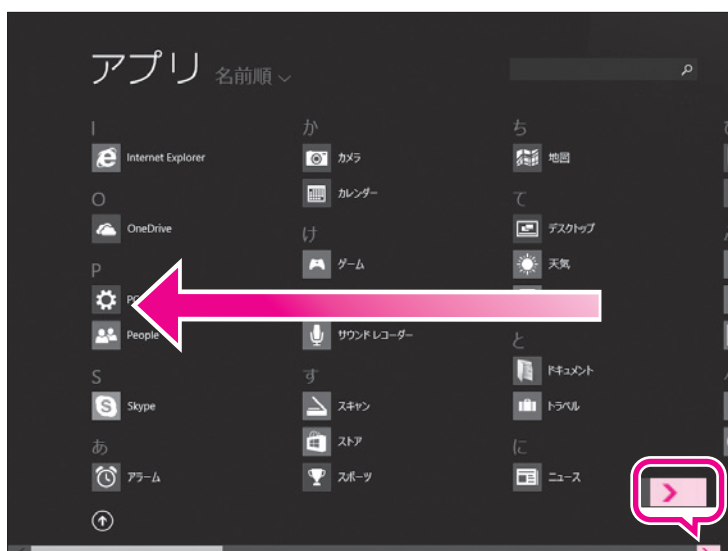 アプリ 名前順
I
Internet Explorer
O
OneDrive
P
People
S
Skype
あ
アラーム
か
カメラ
カレンダー
け
ゲーム
サウンド レコーダー
す
スキャン
ストア
スポーツ
ち
地図
て
デスクトップ
天気
と
ドキュメント
トラベル
に
ニュース